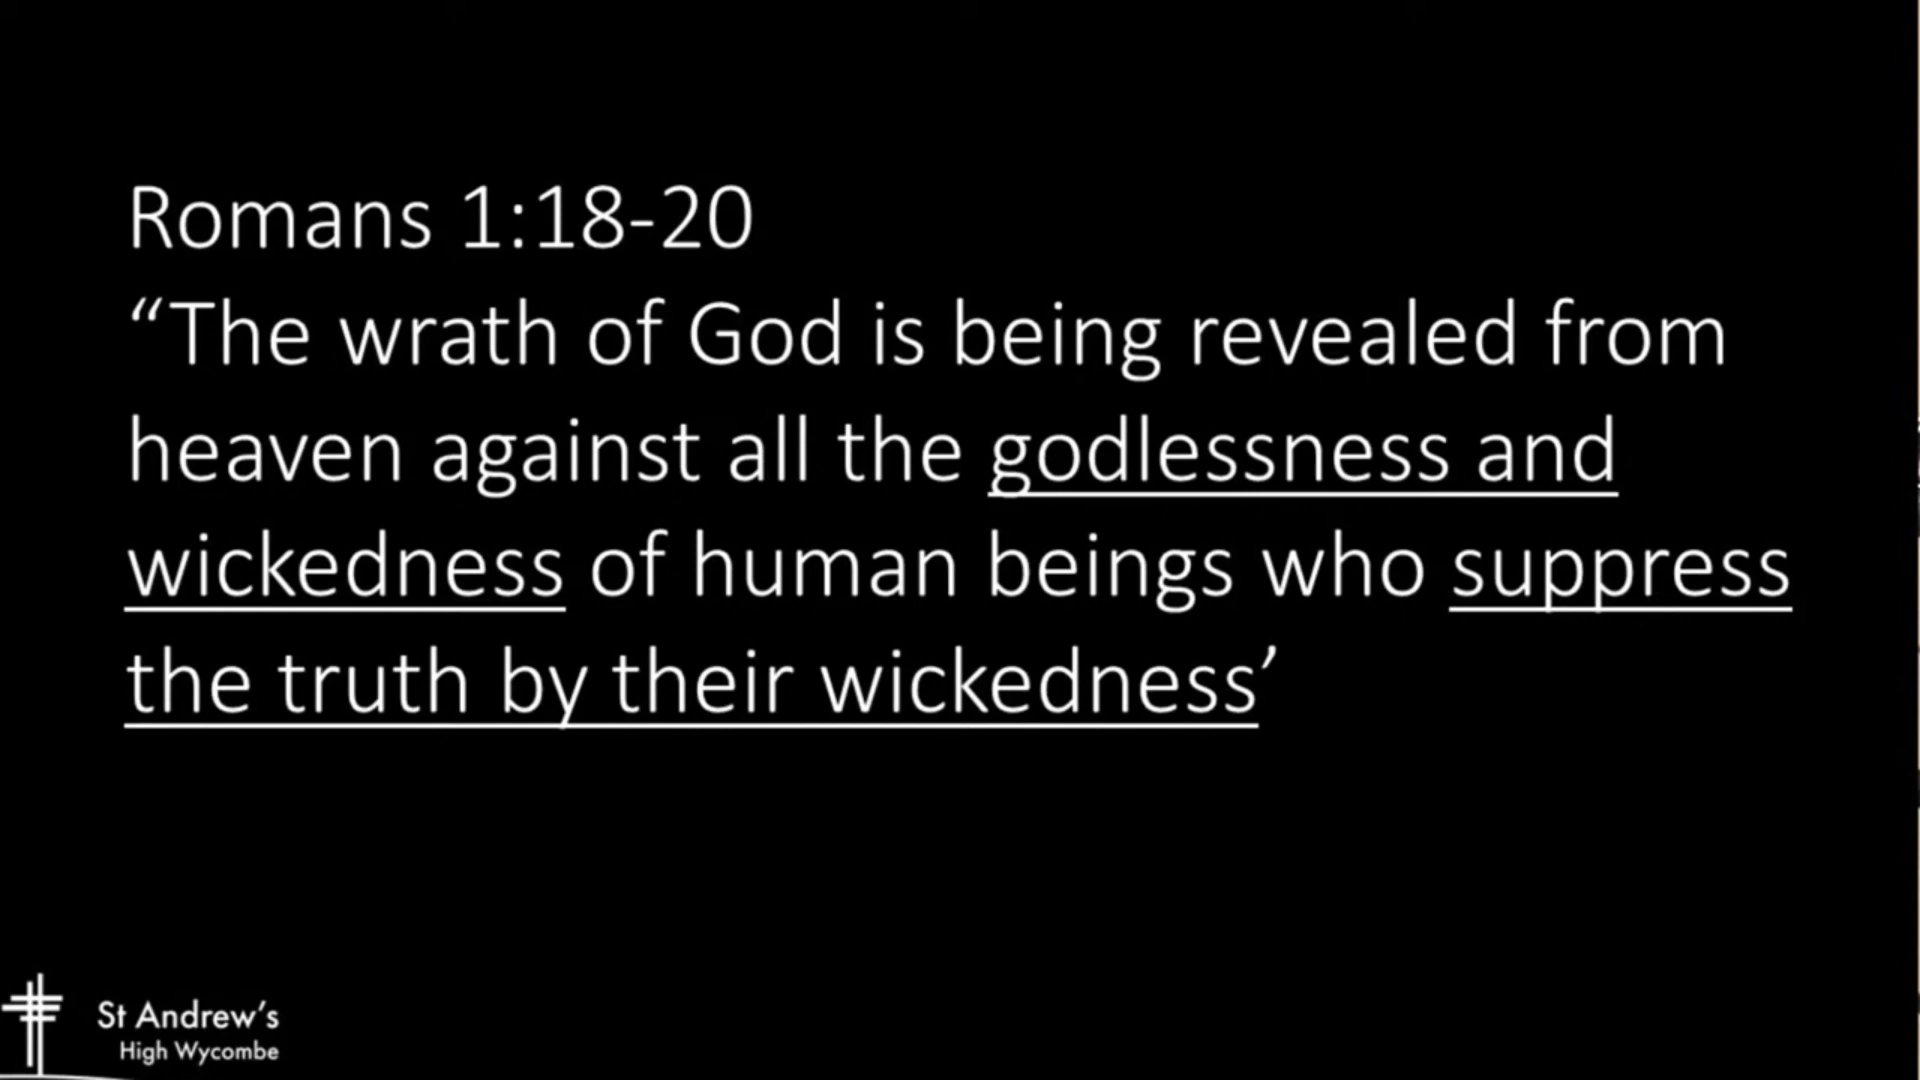 Romans 1:18-20
“The wrath of God is being revealed from
heaven against all the godlessness and
wickedness of human beings who suppress
the truth by their wickedness’
St Andrew’s
High Wycombe